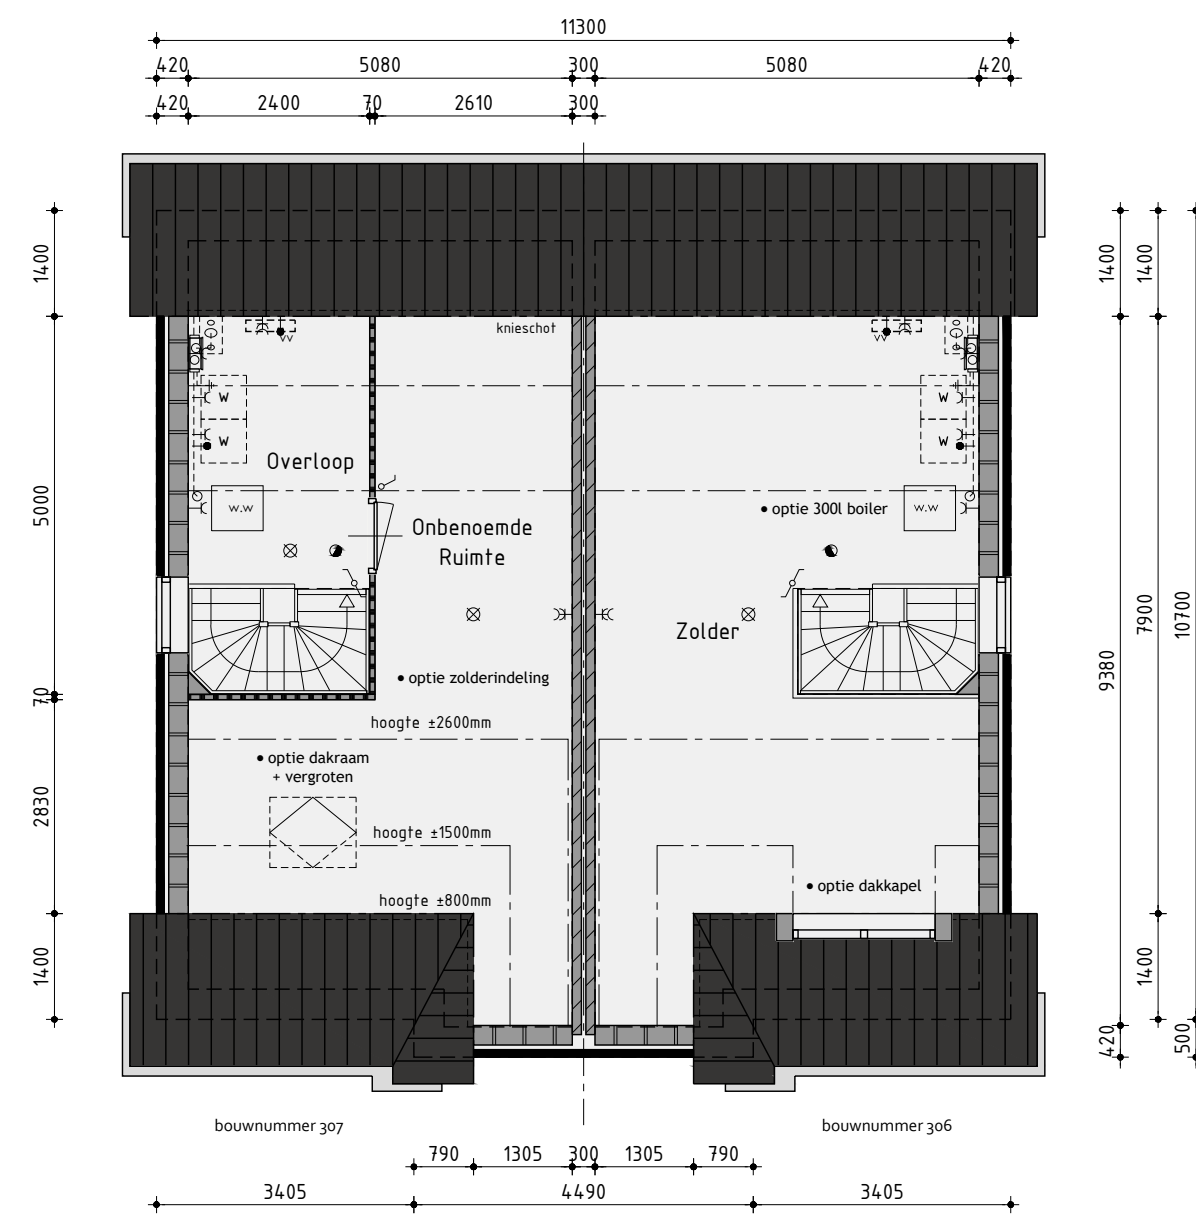 11300
420 5080 300 5080 420
420 2400 70 2610 300
1400
5000
70
2830
1400
1400
9380
420
1400
7900
1400
10700
500
knieschot
W
W
Overloop
w.w
Onbenoemde
Ruimte
• optie zolderindeling
hoogte ±2600mm
• optie dakraam
+ vergroten
hoogte ±1500mm
hoogte ±800mm
W
W
• optie 300l boiler
w.w
Zolder
• optie dakkapel
bouwnummer 307
bouwnummer 306
790 1305 300 1305 790
3405 4490 3405